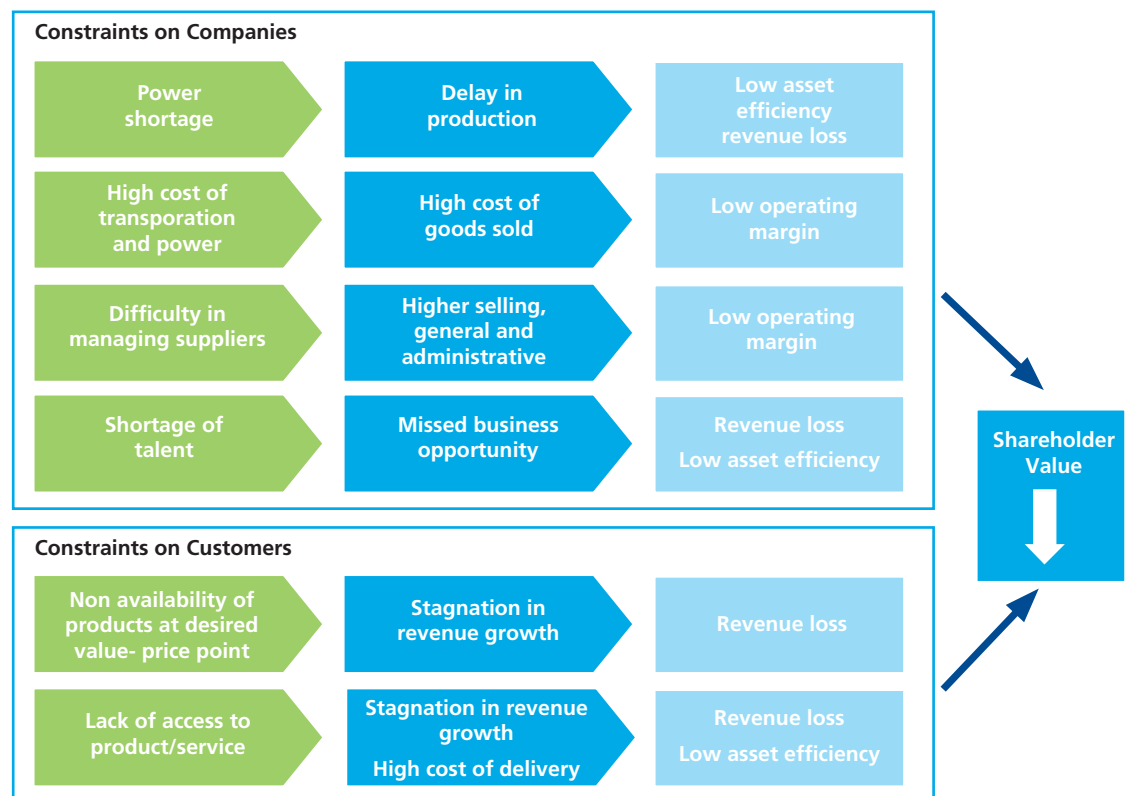 Constraints on Companies
Power
shortage
Delay in
production
Low asset
efficiency
revenue loss
High cost of
transporation
and power
High cost of
goods sold
Low operating
margin
Difficulty in
managing suppliers
Higher selling,
general and
administrative
Low operating
margin
Shortage of
talent
Missed business
opportunity
Revenue loss
Low asset efficiency
Shareholder
Value
Constraints on Customers
Non availability of
products at desired
value- price point
Stagnation in
revenue growth
Revenue loss
Lack of access to
product/service
Stagnation in revenue
growth
High cost of delivery
Revenue loss
Low asset efficiency